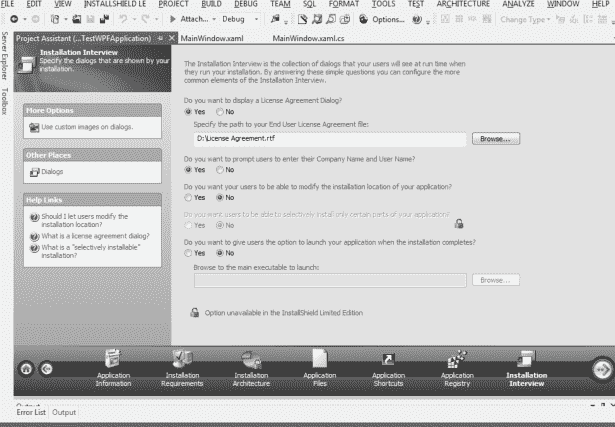 FILE EDIT VIEW INSTALLSHIELD LE PROJECT BUILD DEBUG TEAM SQL FORMAT TOOLS TEST ARCHITECTURE ANALYZE WINDOW HELP
Attach... Debug Options... Change Type
Server Explorer Toolbox
Project Assistant (...TestWPFApplication) MainWindow.xaml MainWindow.xaml.cs
Installation Interview
Specify the dialogs that are shown by your
installation.
More Options
Use custom images on dialogs.
Other Places
Dialogs
Help Links
Should I let users modify the
installation location?
What is a license agreement dialog?
What is a "selectively installable"
installation?
The Installation Interview is the collection of dialogs that your users will see at run time when
they run your installation. By answering these simple questions you can configure the more
common elements of the Installation Interview.
Do you want to display a License Agreement Dialog?
Yes No
Specify the path to your End User License Agreement file:
D:\License Agreement.rtf Browse...
Do you want to prompt users to enter their Company Name and User Name?
Yes No
Do you want your users to be able to modify the installation location of your application?
Yes No
Do you want users to be able to selectively install only certain parts of your application?
Yes No
Do you want to give users the option to launch your application when the installation completes?
Yes No
Browse to the main executable to launch:
Browse...
Option unavailable in the InstallShield Limited Edition
Application Information
Installation Requirements
Installation Architecture
Application Files
Application Shortcuts
Application Registry
Installation Interview
Output
Error List Output